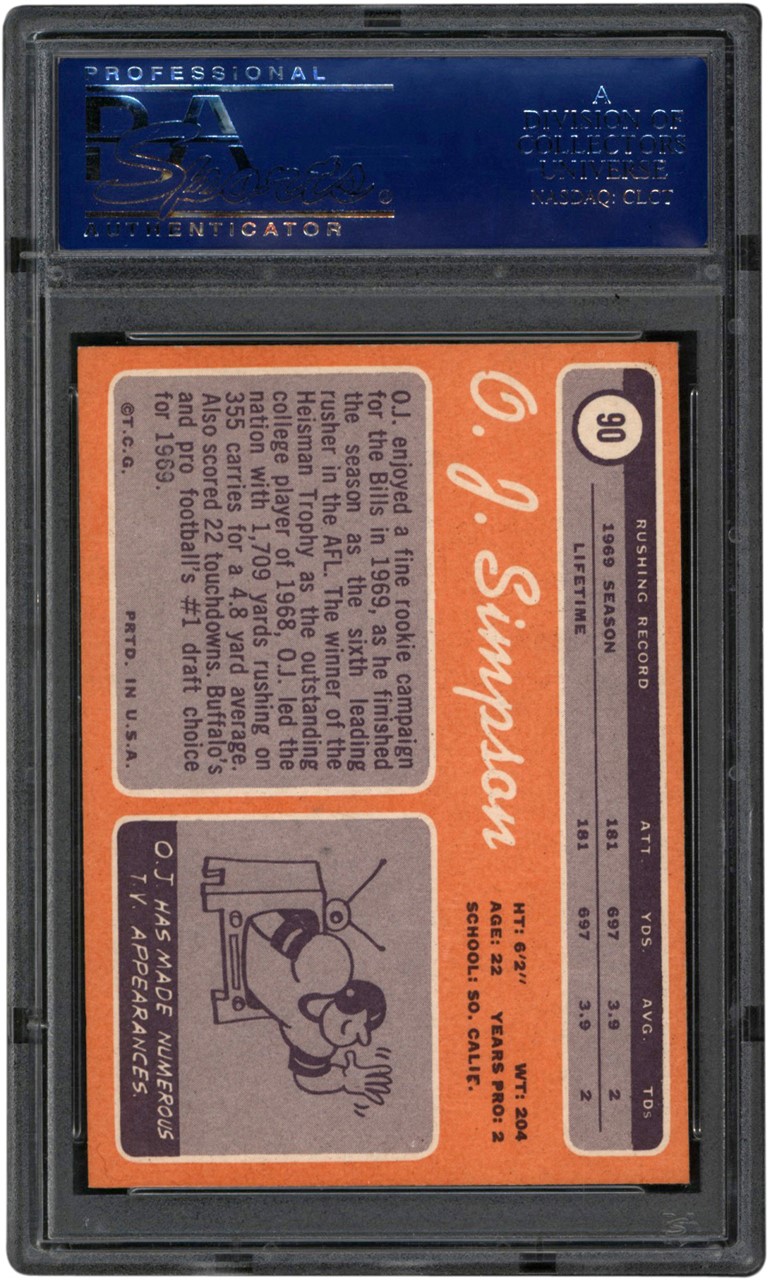 PROFESSIONAL
PSA
Sports
AUTHENTICATOR
A
DIVISION OF
COLLECTORS
UNIVERSE
NASDAQ: CLCT
90
RUSHING RECORD ATT. YDS. AVG. TDs
1969 SEASON 181 697 3.9 2
LIFETIME 181 697 3.9 2
O. J. Simpson
HT: 6'2" WT: 204
AGE: 22 YEARS PRO: 2
SCHOOL: SO. CALIF.
O.J. enjoyed a fine rookie campaign
for the Bills in 1969, as he finished
the season as the sixth leading
rusher in the AFL. The winner of the
Heisman Trophy as the outstanding
college player of 1968, O.J. led the
nation with 1,709 yards rushing on
355 carries for a 4.8 yard average.
Also scored 22 touchdowns. Buffalo's
and pro football's #1 draft choice
for 1969.
©T.C.G. PRTD. IN U.S.A.
O.J. HAS MADE NUMEROUS
T.V. APPEARANCES.